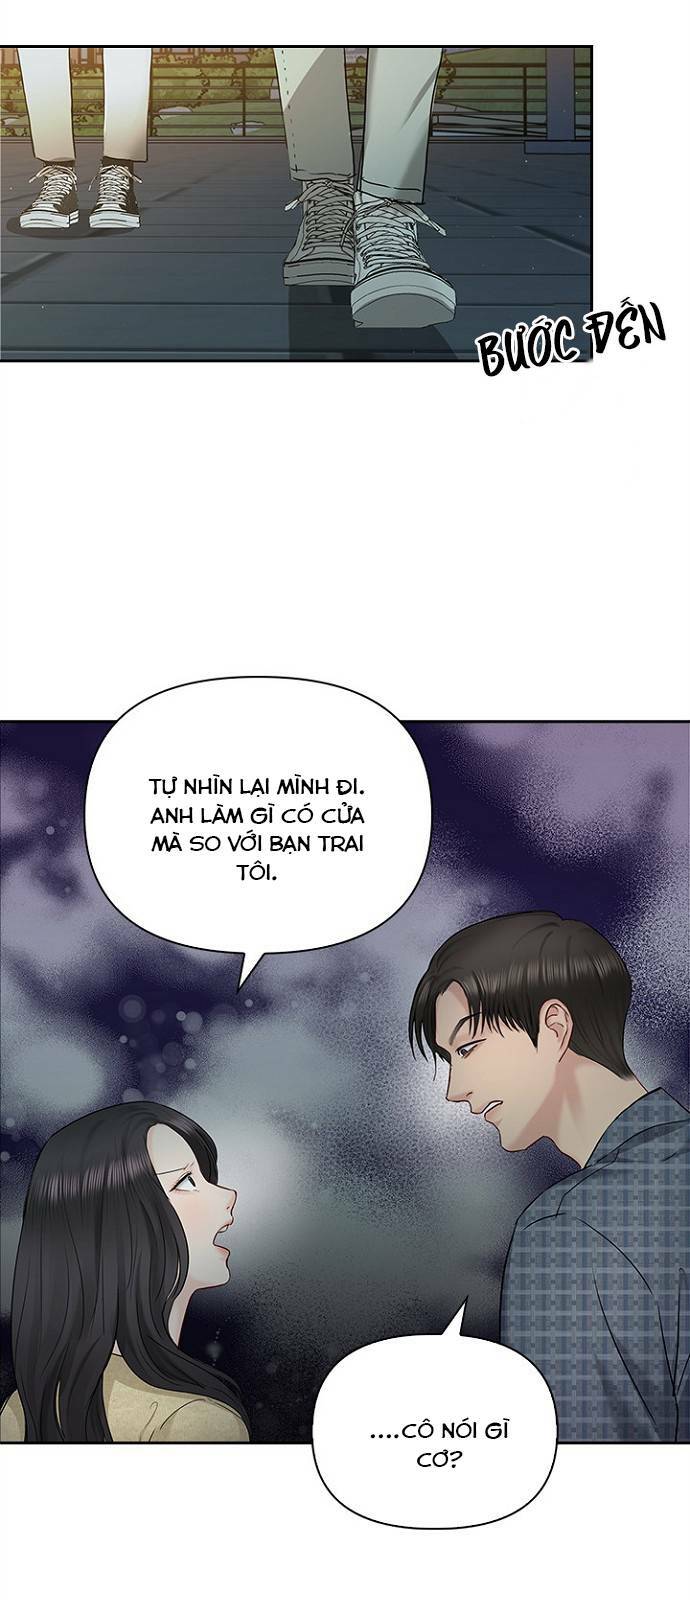 BƯỚC ĐẾN
TỰ NHÌN LẠI MÌNH ĐI.
ANH LÀM GÌ CÓ CỬA
MÀ SO VỚI BẠN TRAI
TÔI.
....CÔ NÓI GÌ
CƠ?